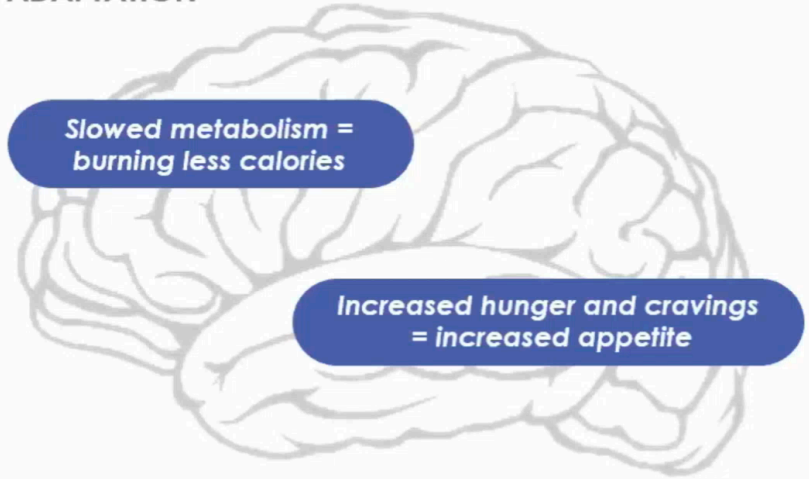 Slowed metabolism =
burning less calories
Increased hunger and cravings
= increased appetite